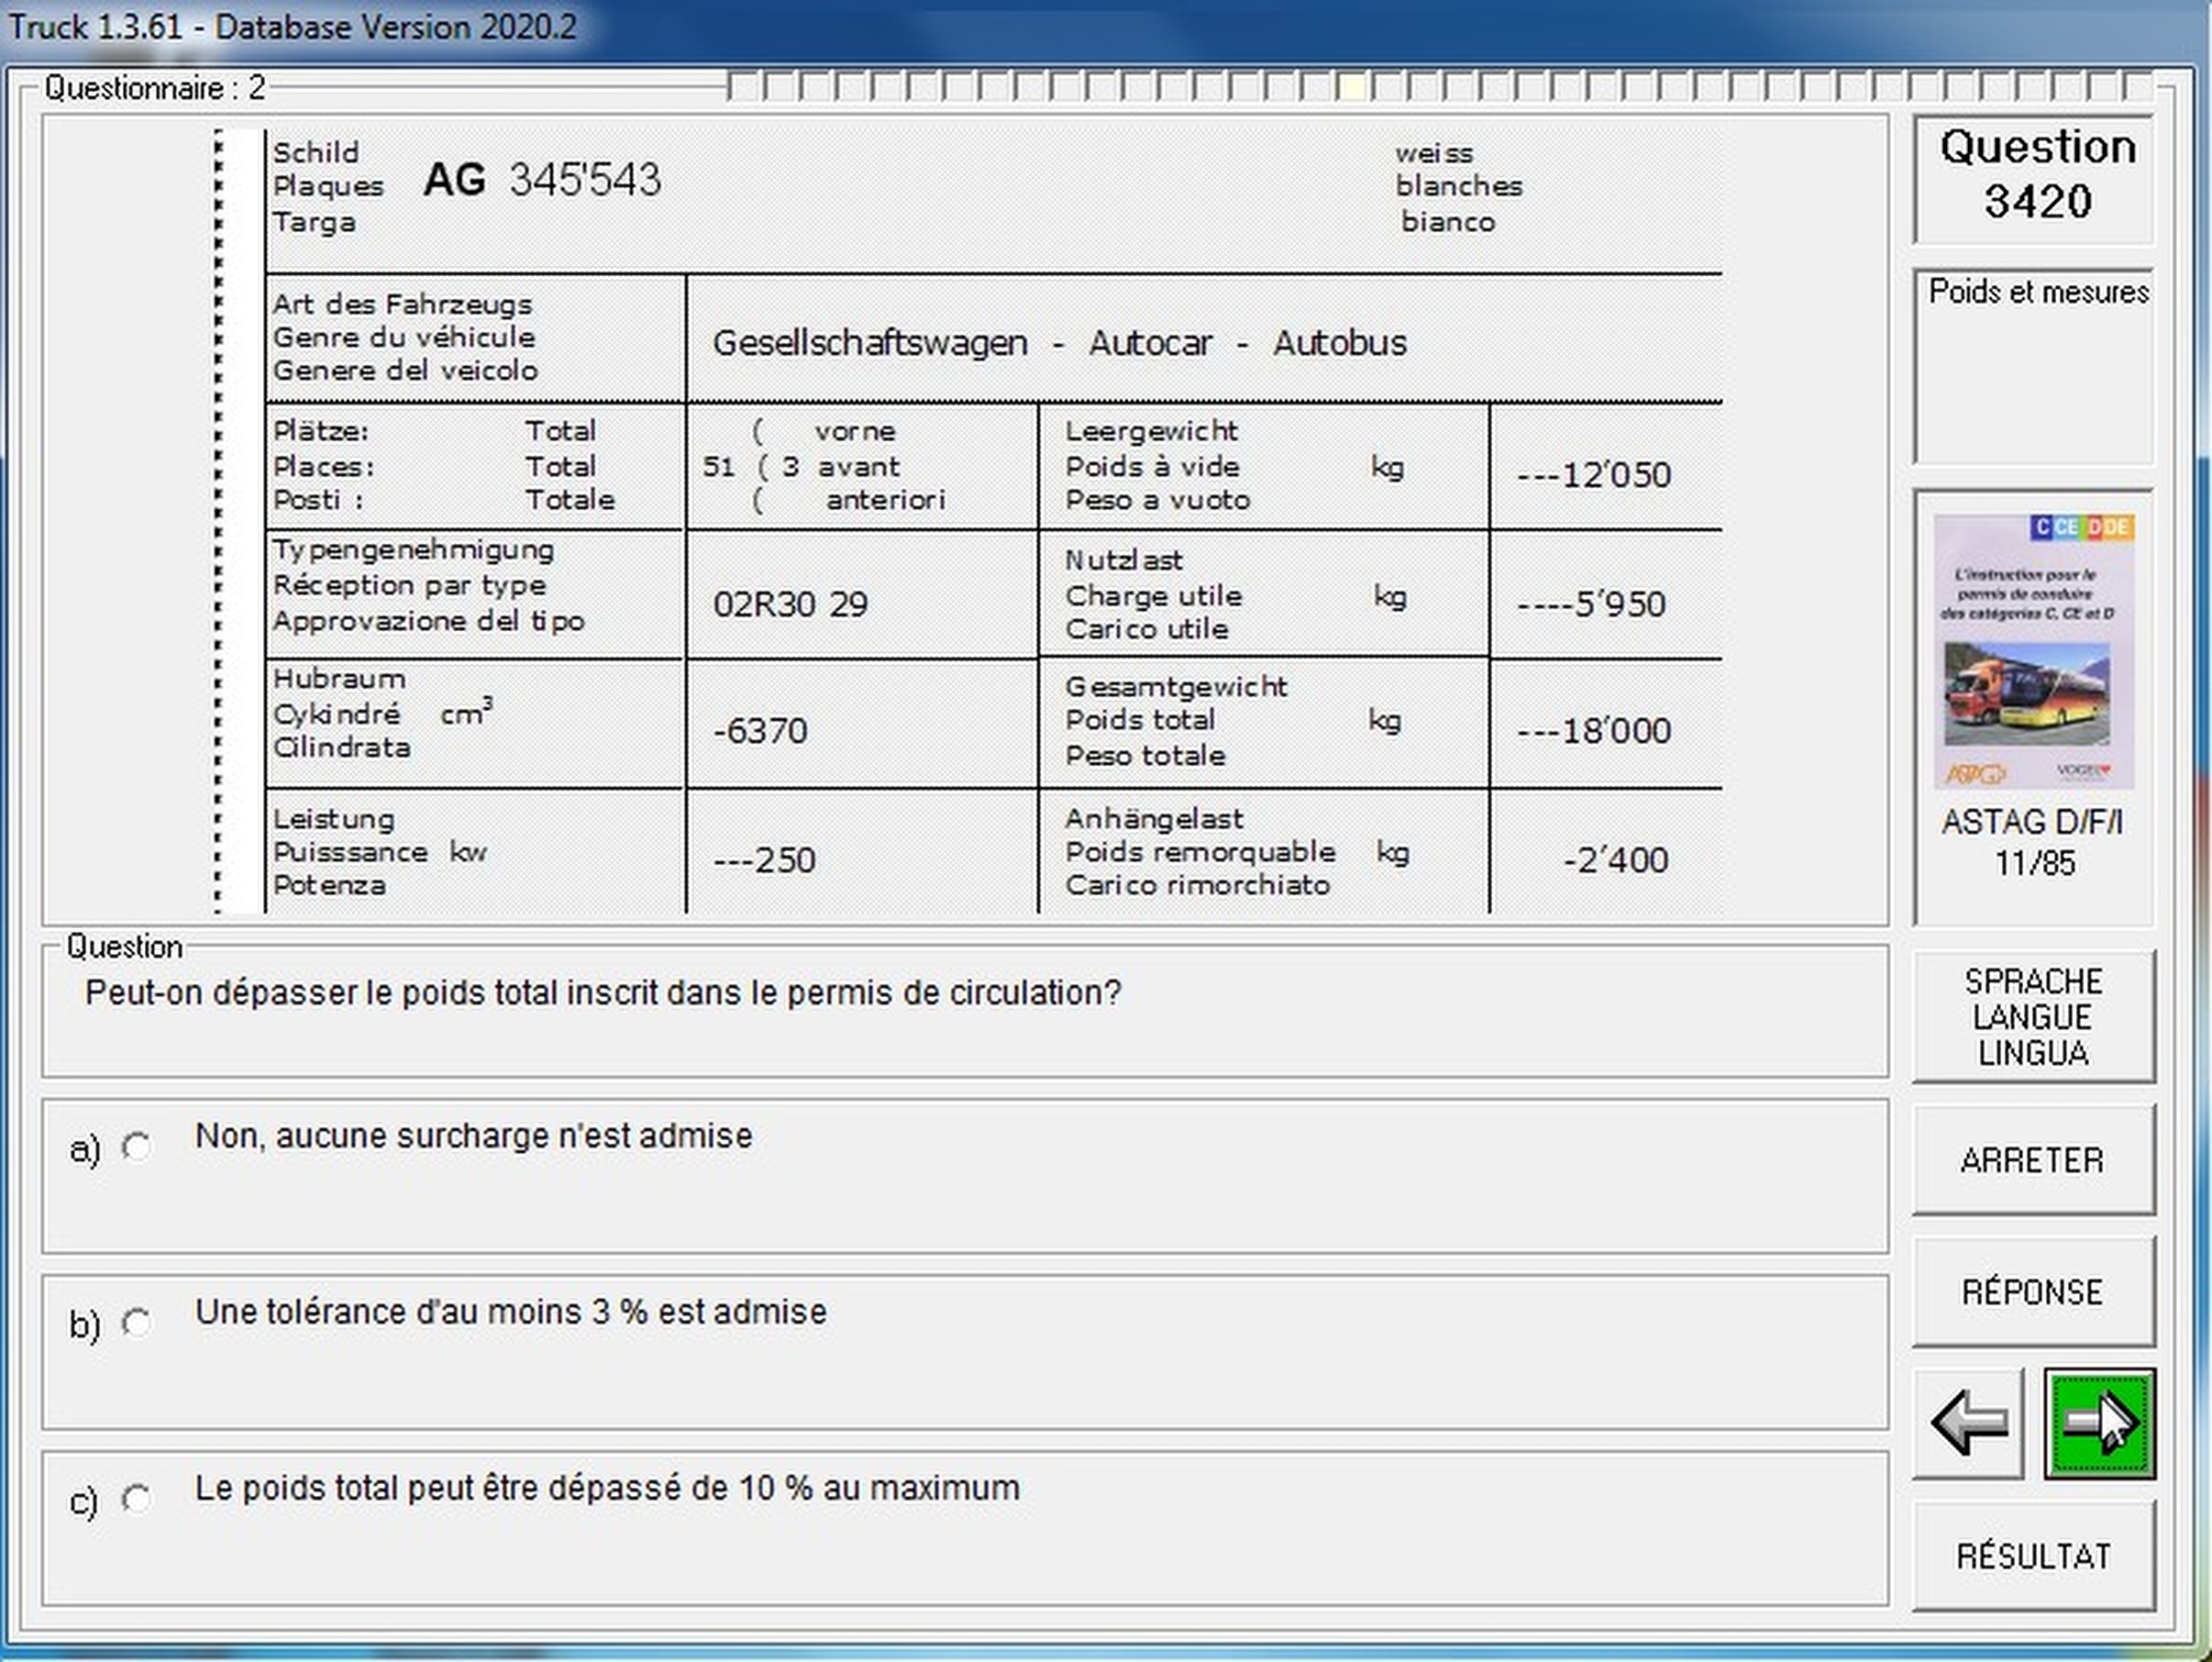 Truck 1.3.61 - Database Version 2020.2
Questionnaire : 2
Schild
Plaques AG 345'543
Targa
weiss
blanches
bianco
Art des Fahrzeugs
Genre du véhicule
Genere del veicolo
Gesellschaftswagen - Autocar - Autobus
Plätze: Total
Places: Total
Posti : Totale
( vorne
51 ( 3 avant
( anteriori
Leergewicht
Poids à vide kg
Peso a vuoto
---12'050
Typengenehmigung
Réception par type
Approvazione del tipo
02R30 29
Nutzlast
Charge utile kg
Carico utile
----5'950
Hubraum
Cykindré cm³
Cilindrata
-6370
Gesamtgewicht
Poids total kg
Peso totale
---18'000
Leistung
Puisssance kw
Potenza
---250
Anhängelast
Poids remorquable kg
Carico rimorchiato
-2'400
Question
3420
Poids et mesures
C CE D DE
L'instruction pour le
permis de conduire
des catégories C, CE et D
ASTAG
VOGEL
ASTAG D/F/I
11/85
Question
Peut-on dépasser le poids total inscrit dans le permis de circulation?
a) Non, aucune surcharge n'est admise
b) Une tolérance d'au moins 3 % est admise
c) Le poids total peut être dépassé de 10 % au maximum
SPRACHE
LANGUE
LINGUA
ARRETER
RÉPONSE
RÉSULTAT